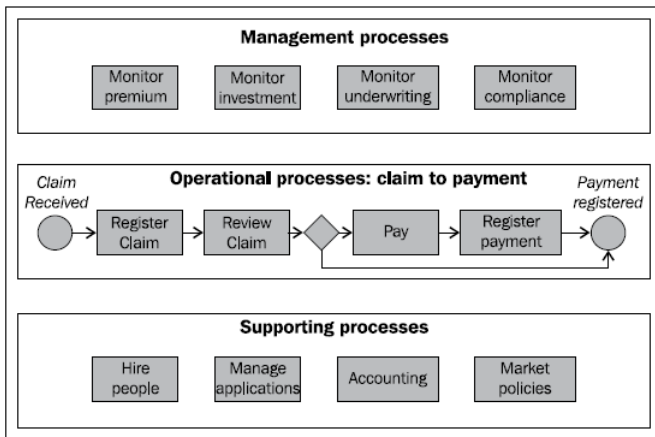 Management processes
Monitor
premium
Monitor
investment
Monitor
underwriting
Monitor
compliance
Claim
Received
Operational processes: claim to payment
Payment
registered
Register
Claim
Review
Claim
Pay
Register
payment
Supporting processes
Hire
people
Manage
applications
Accounting
Market
policies